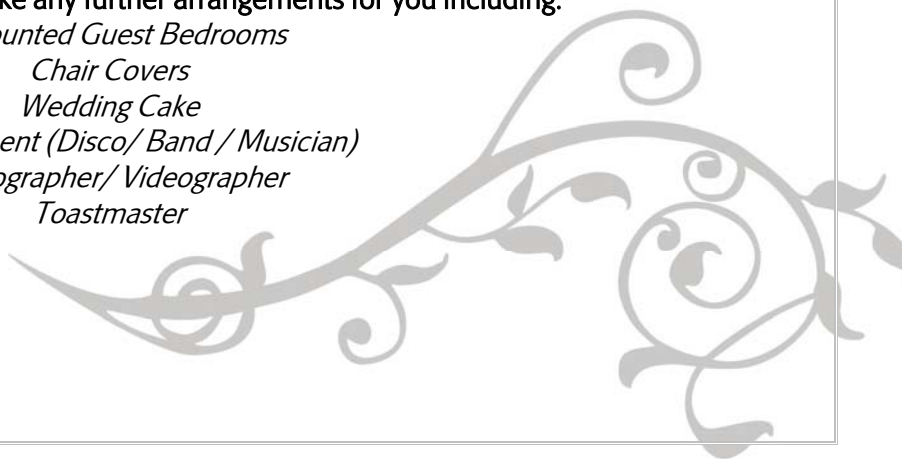 ke any further arrangements for you including:
ounted Guest Bedrooms
Chair Covers
Wedding Cake
ent (Disco/ Band / Musician)
ographer/ Videographer
Toastmaster